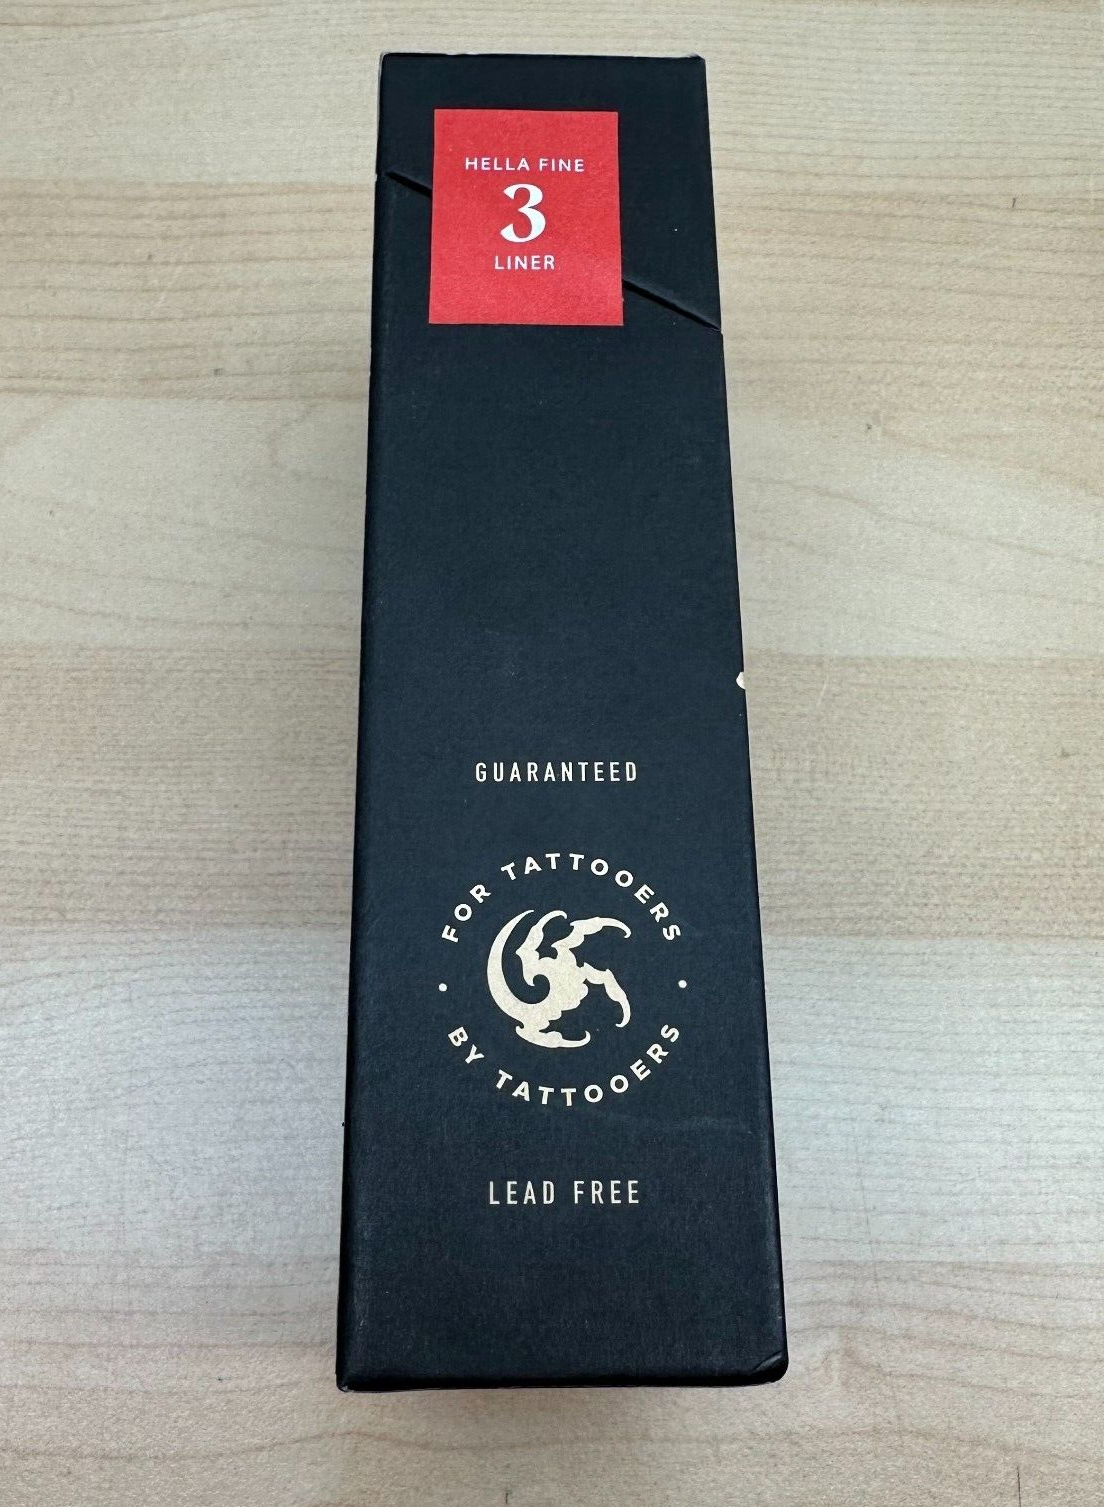 HELLA FINE
3
LINER
GUARANTEED
FOR TATTOOERS
BY TATTOOERS
LEAD FREE